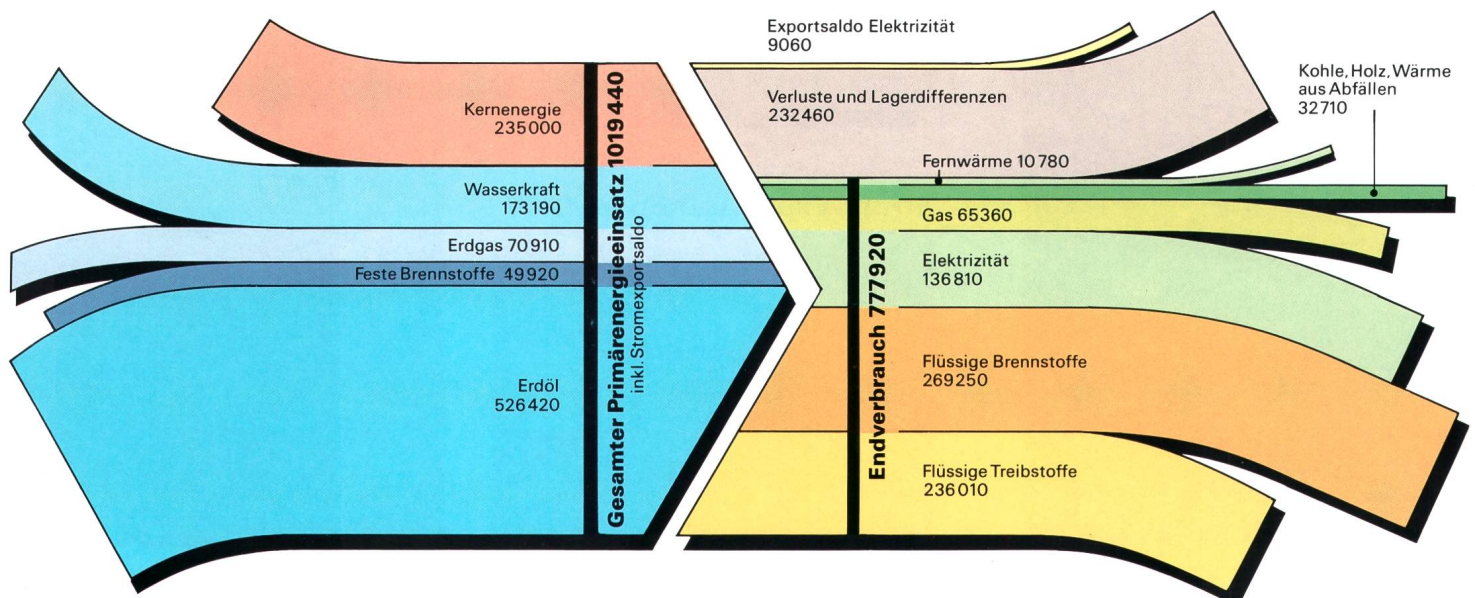 Kernenergie
235000
Wasserkraft
173190
Erdgas 70910
Feste Brennstoffe 49920
Erdöl
526420
Gesamter Primärenergieeinsatz 1019440
inkl. Stromexportsaldo
Exportsaldo Elektrizität
9060
Verluste und Lagerdifferenzen
232460
Kohle, Holz, Wärme
aus Abfällen
32710
Fernwärme 10780
Gas 65360
Elektrizität
136810
Endverbrauch 777920
Flüssige Brennstoffe
269250
Flüssige Treibstoffe
236010